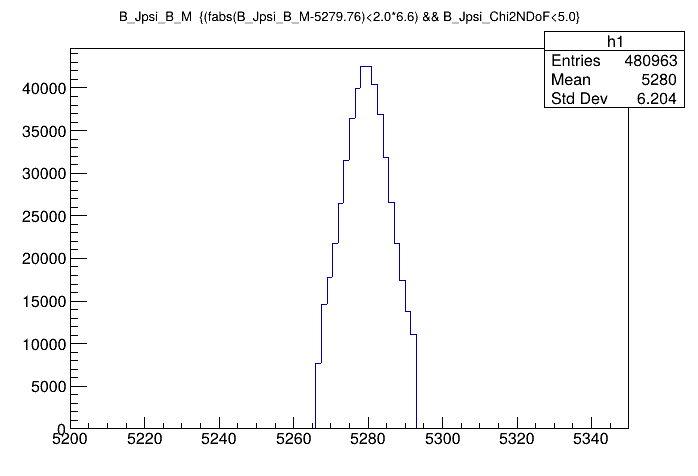 B_Jpsi_B_M {(fabs(B_Jpsi_B_M-5279.76)<2.0*6.6) && B_Jpsi_Chi2NDoF<5.0}
h1
Entries 480963
Mean 5280
Std Dev 6.204
40000
35000
30000
25000
20000
15000
10000
5000
0
5200 5220 5240 5260 5280 5300 5320 5340